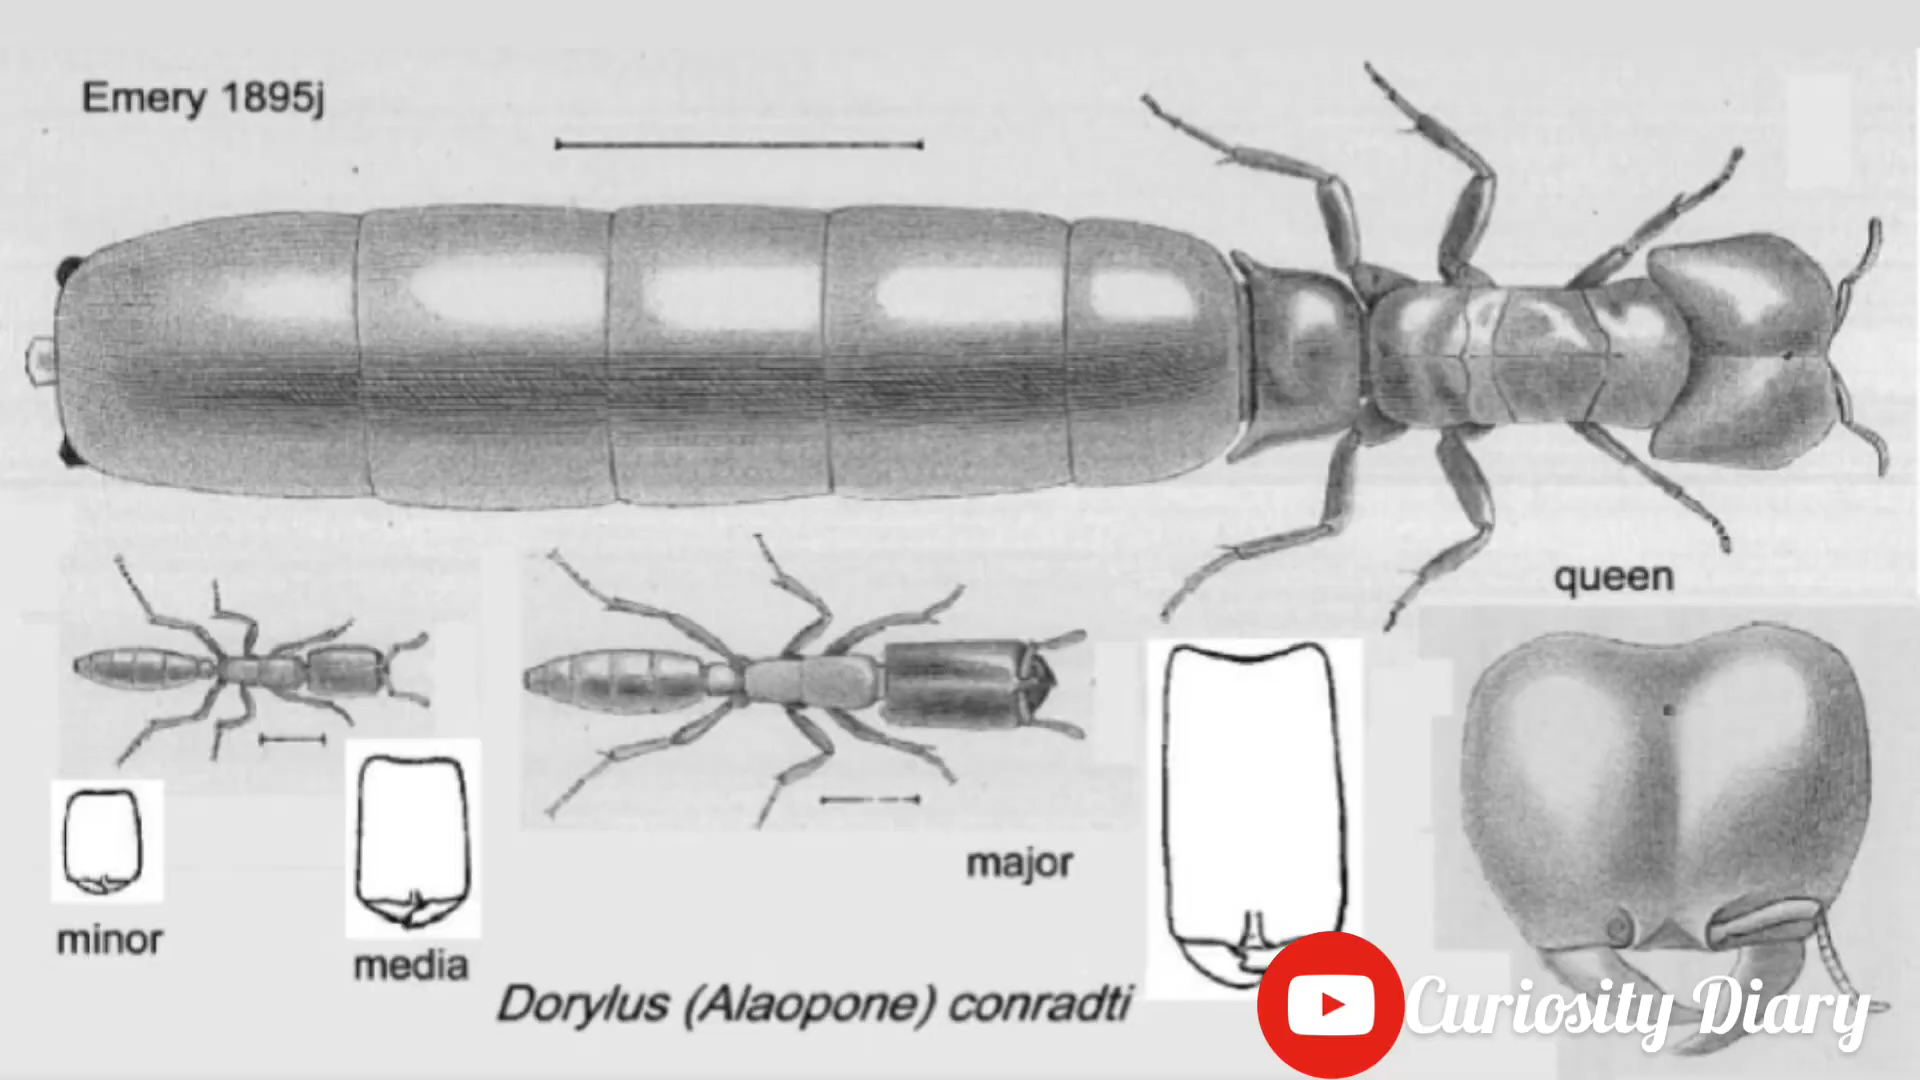 Emery 1895j
queen
major
minor
media
Dorylus (Alaopone) conradti
Curiosity Diary